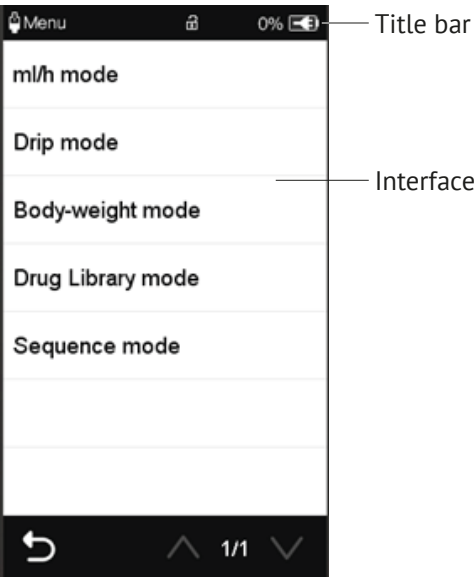 Menu 0% Title bar
ml/h mode
Drip mode
Interface
Body-weight mode
Drug Library mode
Sequence mode
1/1